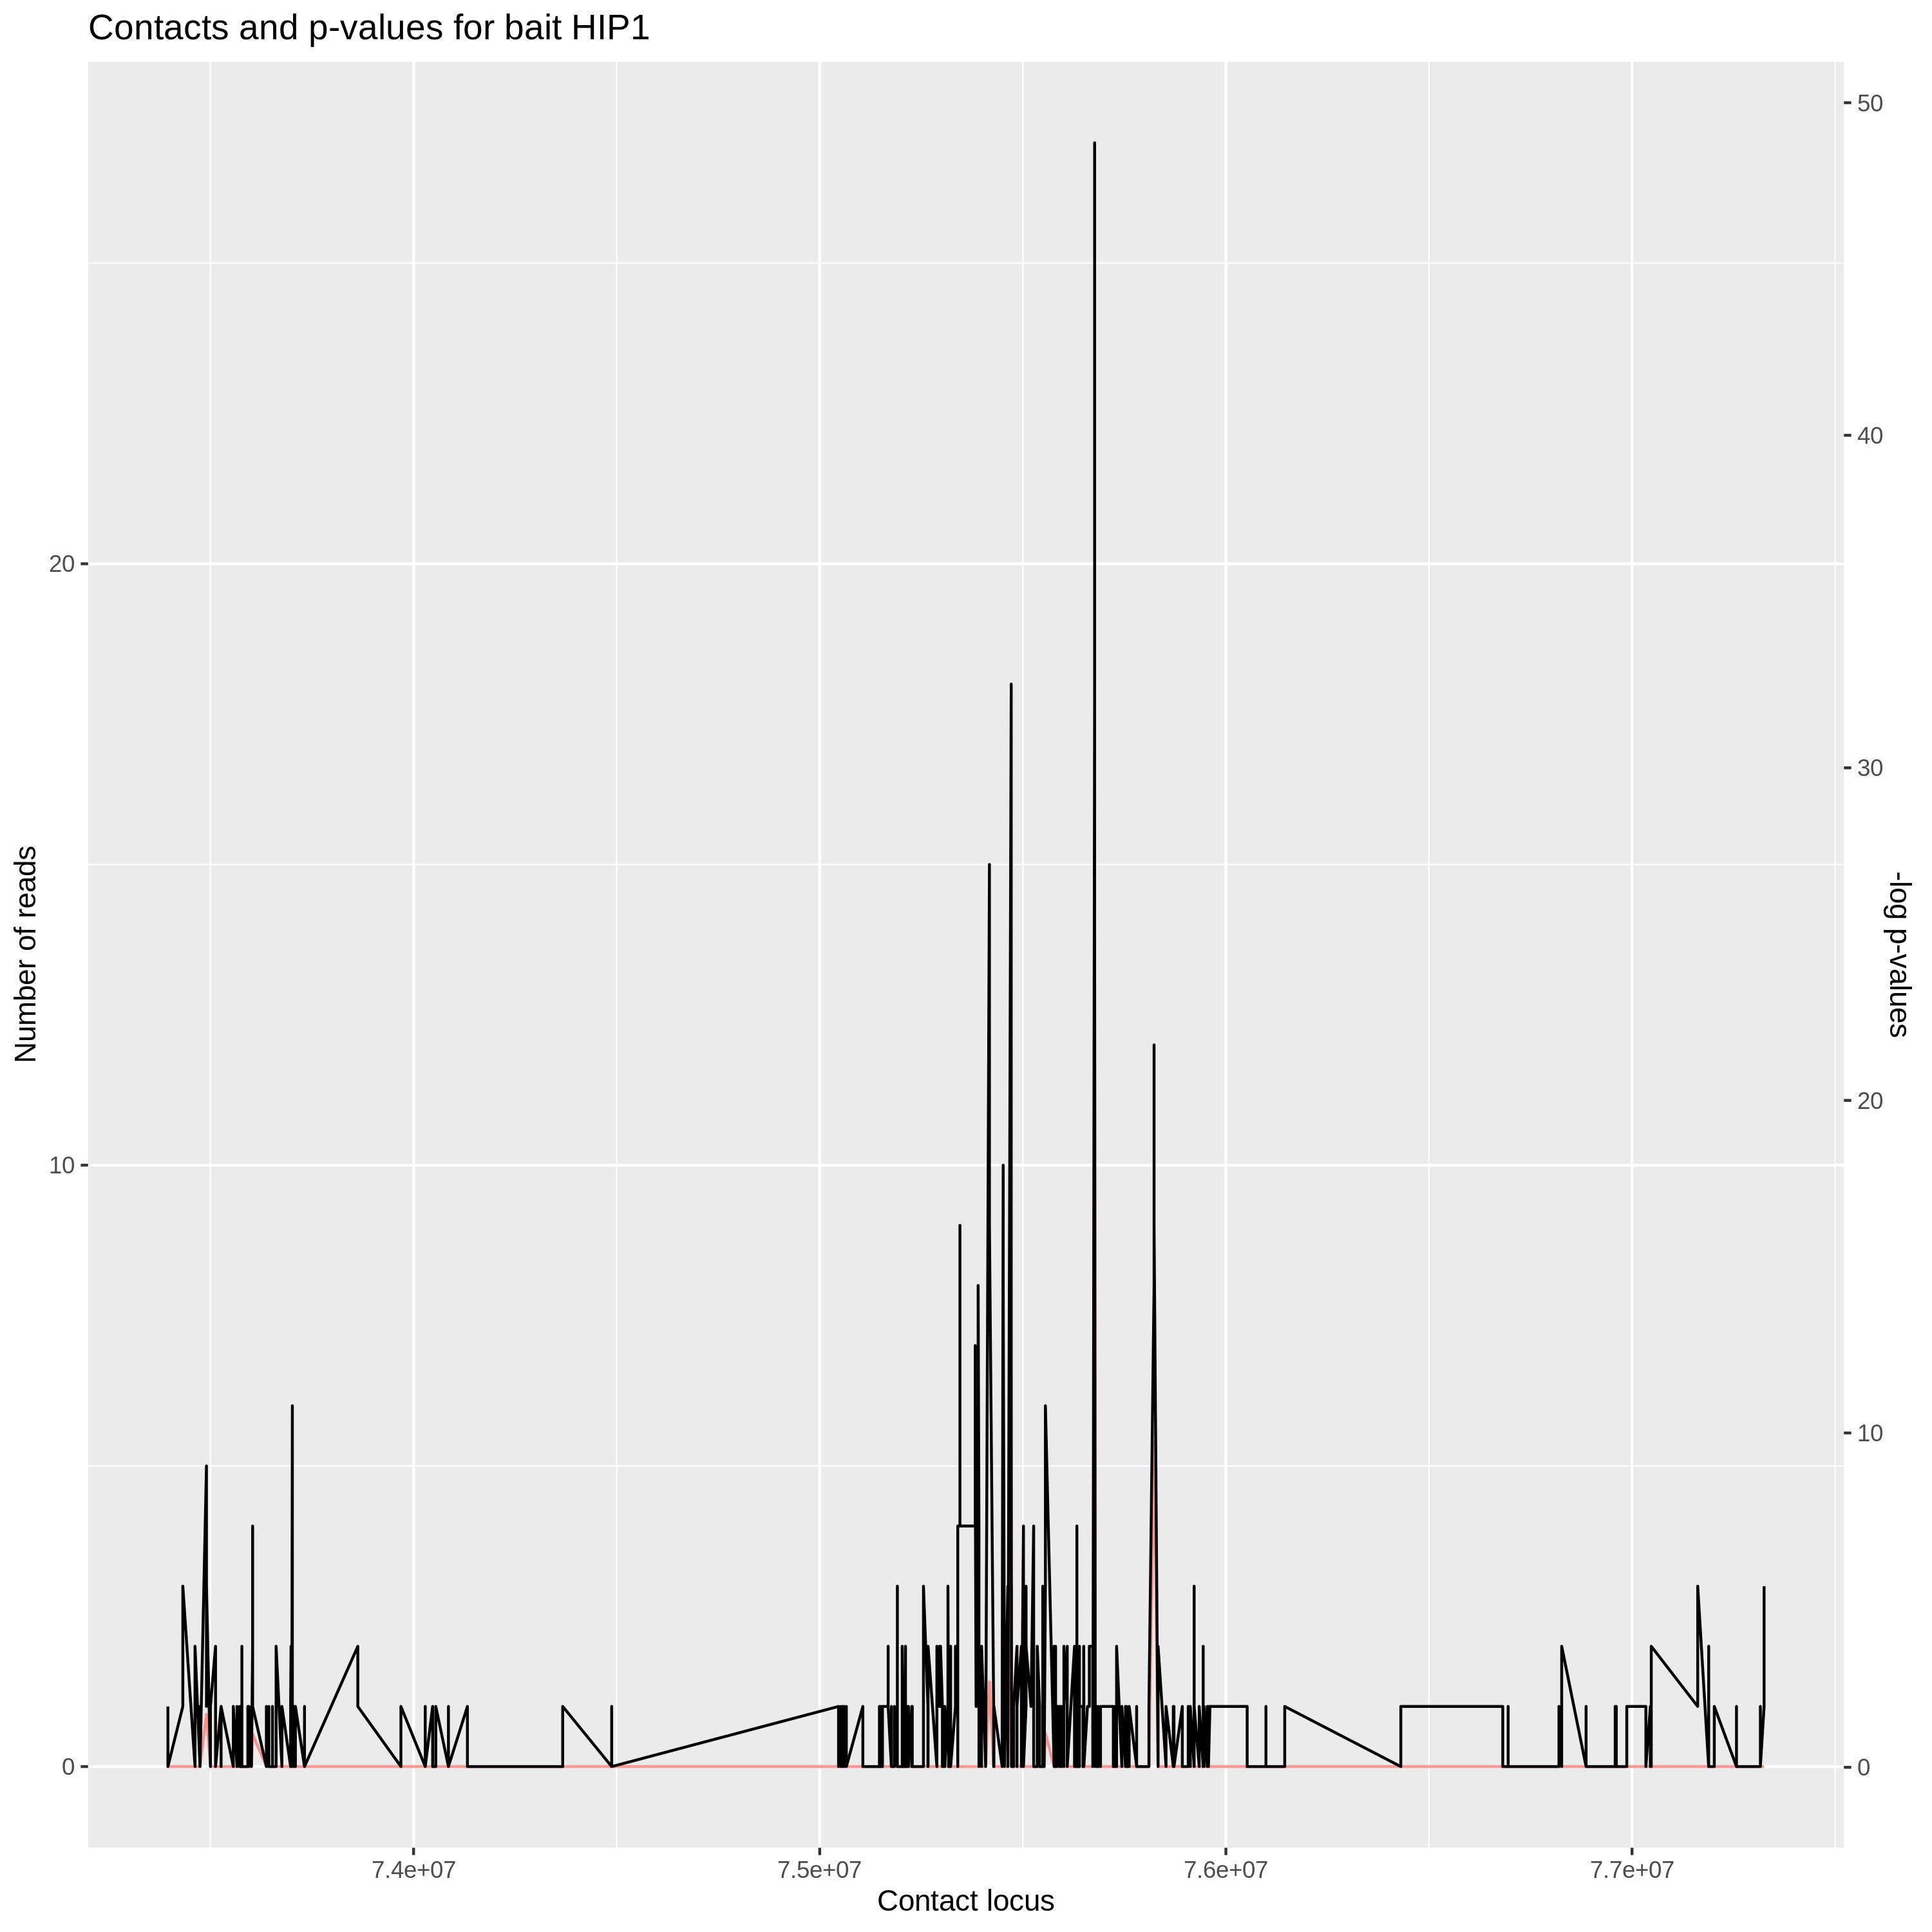 Contacts and p-values for bait HIP1
50
40
20
30
Number of reads
-log p-values
20
10
10
0
0
7.4e+07
7.5e+07
7.6e+07
7.7e+07
Contact locus